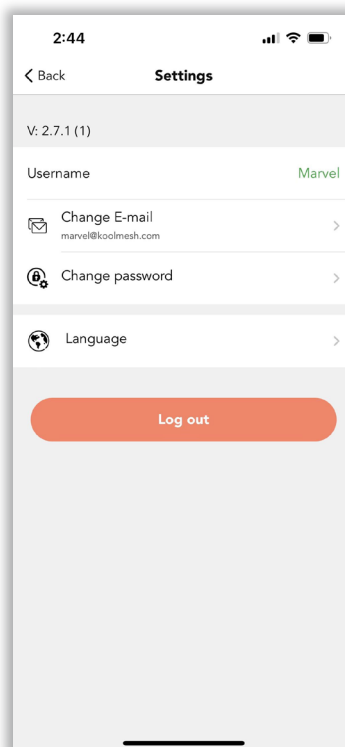 2:44
Back
Settings
V: 2.7.1 (1)
Username
Marvel
Change E-mail
marvel@koolmesh.com
Change password
Language
Log out